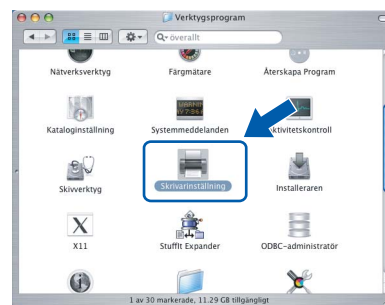 Verktygsprogram
överallt
Nätverksverktyg Färgmätare Återskapa Program
Kataloginställning Systemmeddelanden ktivitetskontroll
Skivverktyg Skrivarinställning Installeraren
X11 StuffIt Expander ODBC-administratör
1 av 30 markerade, 11.29 GB tillgängligt